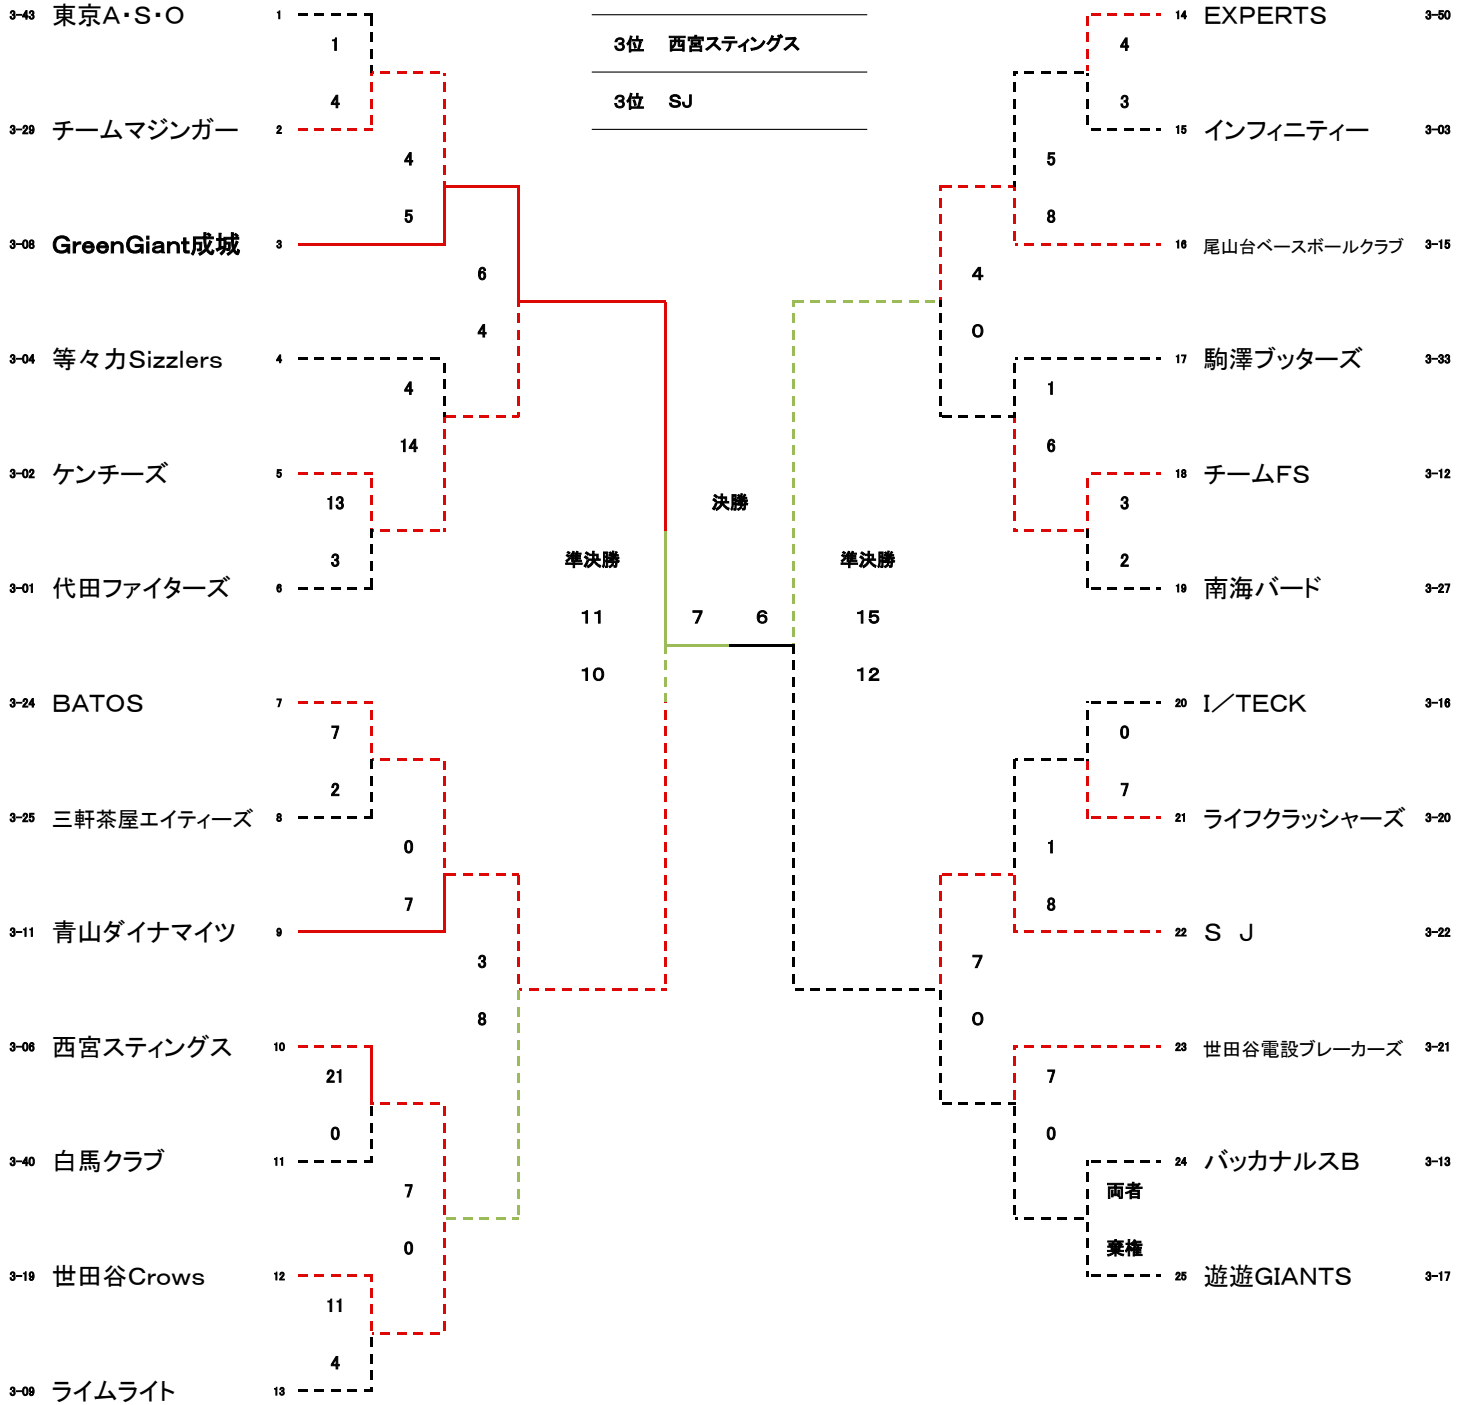 3-43 東京A・S・O 1
1
4
3-29 チームマジンガー 2
4
5
3-08 GreenGiant成城 3
6
4
3-04 等々力Sizzlers 4
4
14
3-02 ケンチーズ 5
13
3
3-01 代田ファイターズ 6
準決勝
11
10
3-24 BATOS 7
7
2
3-25 三軒茶屋エイティーズ 8
0
7
3-11 青山ダイナマイツ 9
3
8
3-06 西宮スティングス 10
21
0
3-40 白馬クラブ 11
7
0
3-19 世田谷Crows 12
11
4
3-09 ライムライト 13
3位 西宮スティングス
3位 SJ
決勝
7 6
14 EXPERTS 3-50
4
3
15 インフィニティー 3-03
5
8
16 尾山台ベースボールクラブ 3-15
4
0
17 駒澤ブッターズ 3-33
1
6
18 チームFS 3-12
3
2
19 南海バード 3-27
準決勝
15
12
20 I／TECK 3-16
0
7
21 ライフクラッシャーズ 3-20
1
8
22 S J 3-22
7
0
23 世田谷電設ブレーカーズ 3-21
7
0
24 バッカナルスB 3-13
両者
棄権
25 遊遊GIANTS 3-17